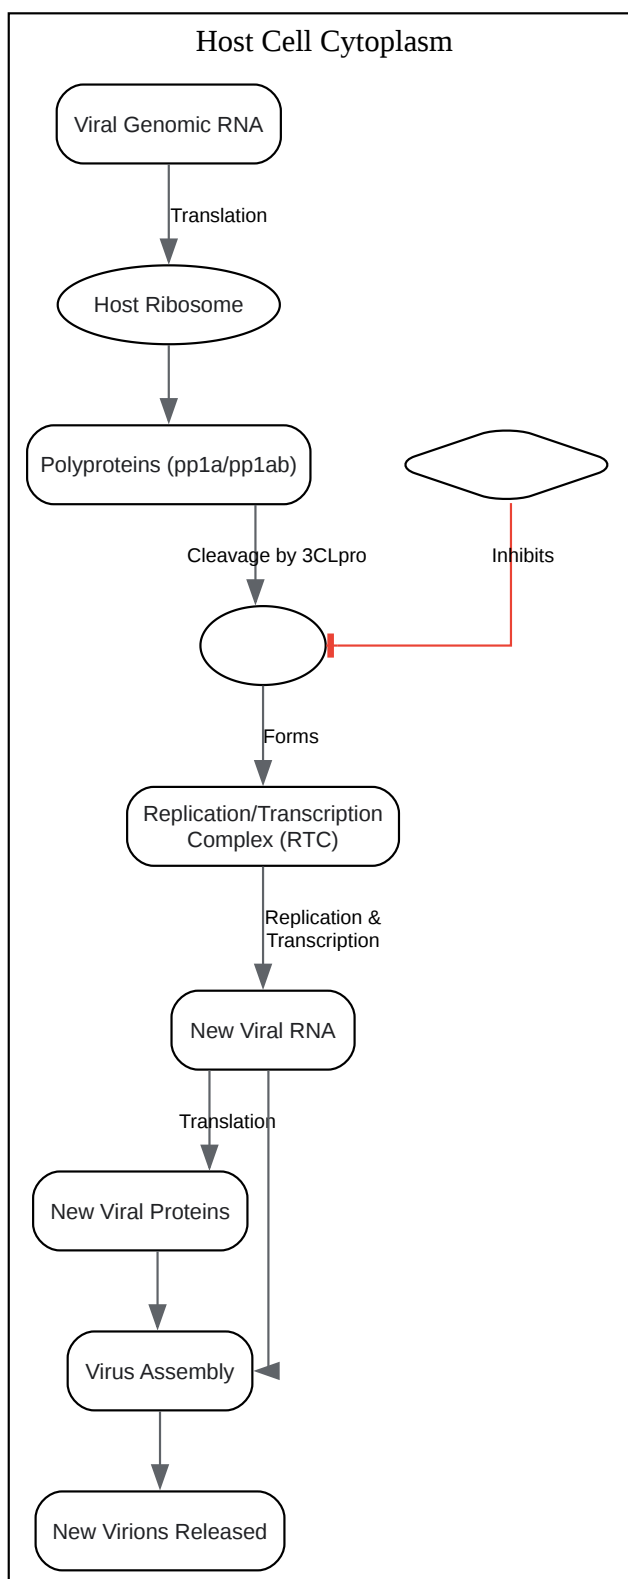 Host Cell Cytoplasm
Viral Genomic RNA
Translation
Host Ribosome
Polyproteins (pp1a/pp1ab)
Cleavage by 3CLpro
Inhibits
Forms
Replication/Transcription
Complex (RTC)
Replication &
Transcription
New Viral RNA
Translation
New Viral Proteins
Virus Assembly
New Virions Released